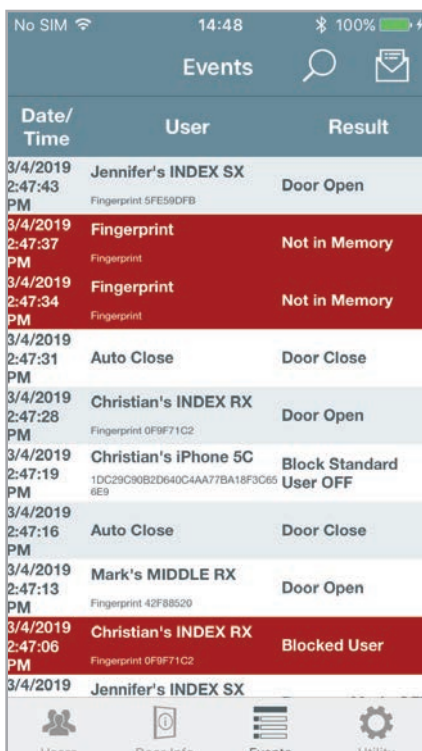 No SIM 14:48 100%
Events
Date/
Time
User
Result
3/4/2019
2:47:43
PM
Jennifer's INDEX SX
Fingerprint 5FE59DFB
Door Open
3/4/2019
2:47:37
PM
Fingerprint
Fingerprint
Not in Memory
3/4/2019
2:47:34
PM
Fingerprint
Fingerprint
Not in Memory
3/4/2019
2:47:31
PM
Auto Close
Door Close
3/4/2019
2:47:28
PM
Christian's INDEX RX
Fingerprint 0F9F71C2
Door Open
3/4/2019
2:47:19
PM
Christian's iPhone 5C
1DC29C90B2D640C4AA77BA18F3C65
6E9
Block Standard
User OFF
3/4/2019
2:47:16
PM
Auto Close
Door Close
3/4/2019
2:47:13
PM
Mark's MIDDLE RX
Fingerprint 42F88520
Door Open
3/4/2019
2:47:06
PM
Christian's INDEX RX
Fingerprint 0F9F71C2
Blocked User
3/4/2019
Jennifer's INDEX SX